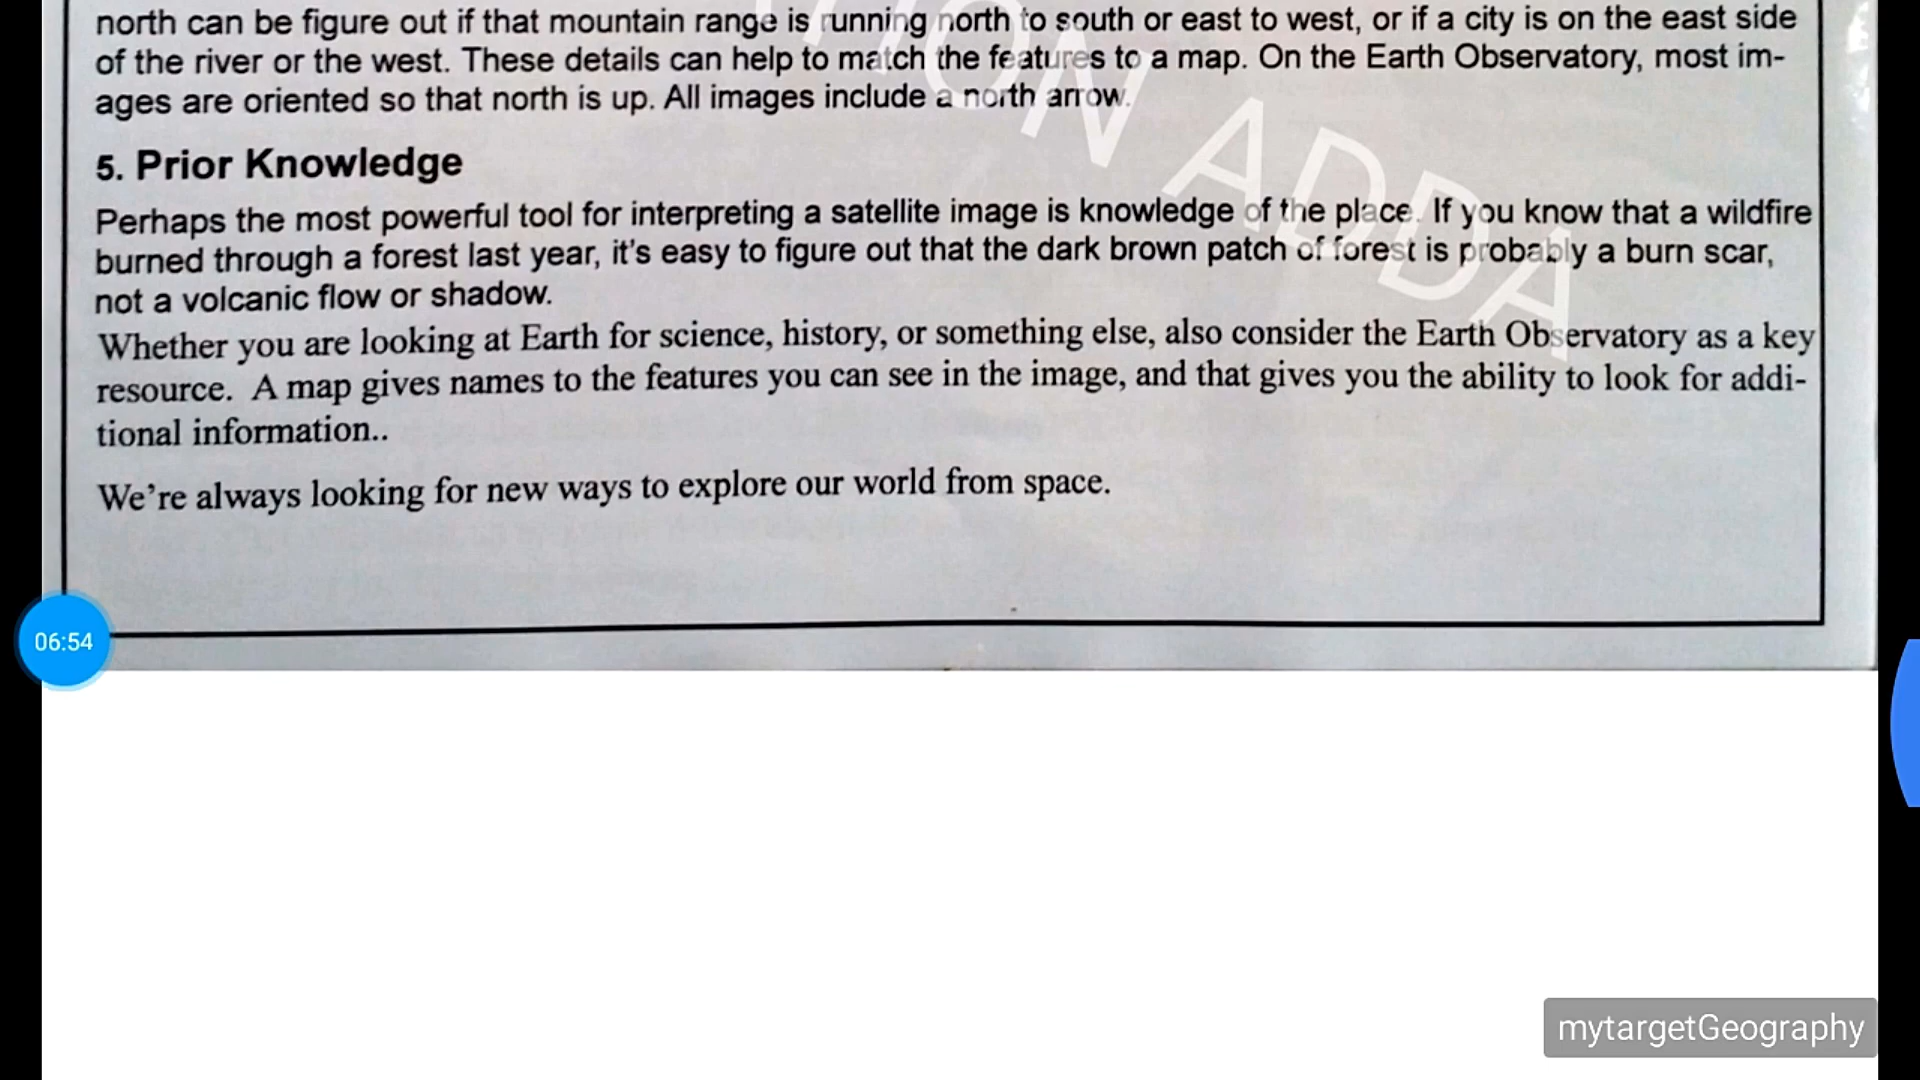 north can be figure out if that mountain range is running north to south or east to west, or if a city is on the east side
of the river or the west. These details can help to match the features to a map. On the Earth Observatory, most im-
ages are oriented so that north is up. All images include a north arrow.
5. Prior Knowledge
Perhaps the most powerful tool for interpreting a satellite image is knowledge of the place. If you know that a wildfire
burned through a forest last year, it's easy to figure out that the dark brown patch of forest is probably a burn scar,
not a volcanic flow or shadow.
Whether you are looking at Earth for science, history, or something else, also consider the Earth Observatory as a key
resource. A map gives names to the features you can see in the image, and that gives you the ability to look for addi-
tional information..
We're always looking for new ways to explore our world from space.
ADDA
06:54
mytargetGeography